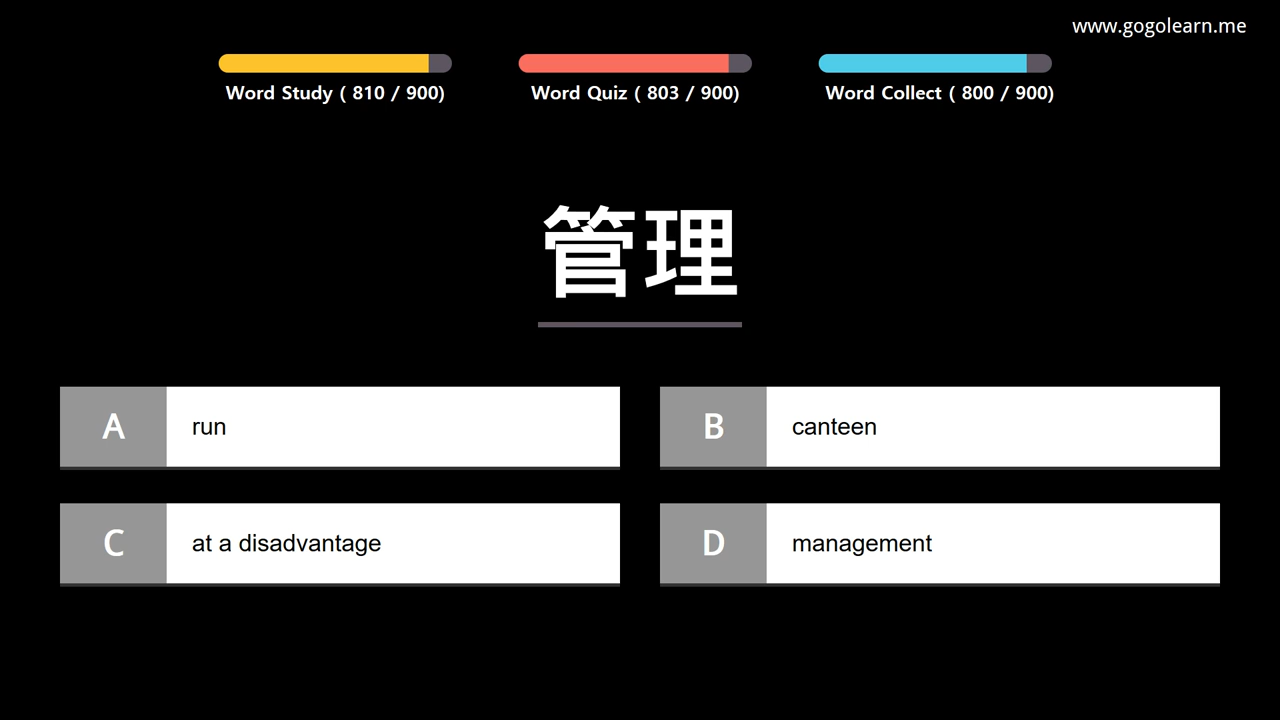 www.gogolearn.me
Word Study ( 810 / 900)
Word Quiz ( 803 / 900)
Word Collect ( 800 / 900)
管理
A run
B canteen
C at a disadvantage
D management